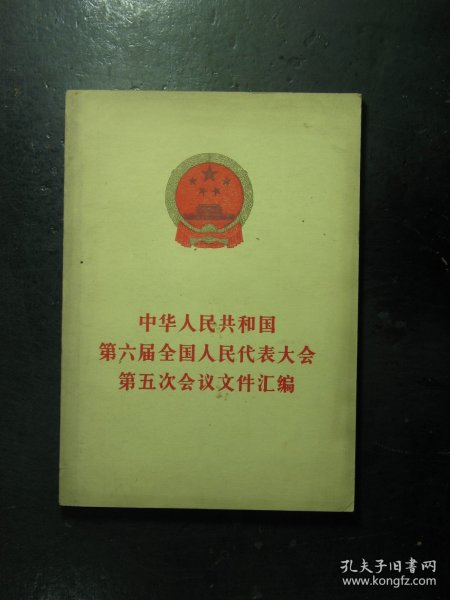 中华人民共和国
第六届全国人民代表大会
第五次会议文件汇编
孔夫子旧书网
www.kongfz.com